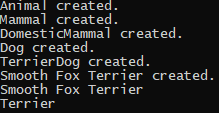 Animal created.
Mammal created.
DomesticMammal created.
Dog created.
TerrierDog created.
Smooth Fox Terrier created.
Smooth Fox Terrier
Terrier